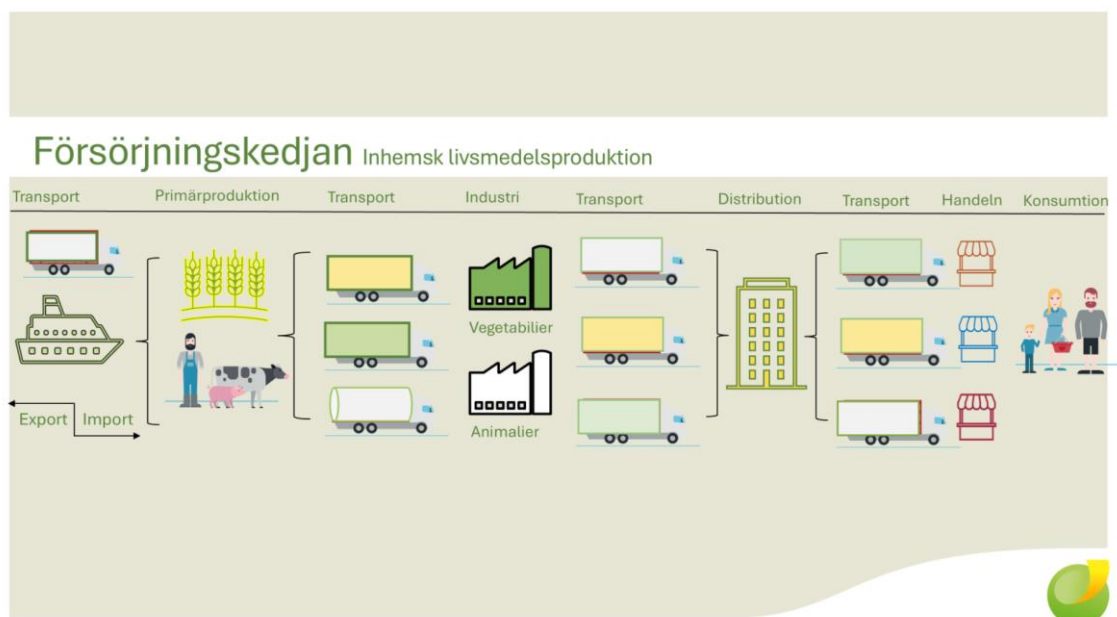 Försörjningskedjan Inhemsk livsmedelsproduktion
Transport Primärproduktion Transport Industri Transport Distribution Transport Handeln Konsumtion
Vegetabilier
Export Import
Animalier